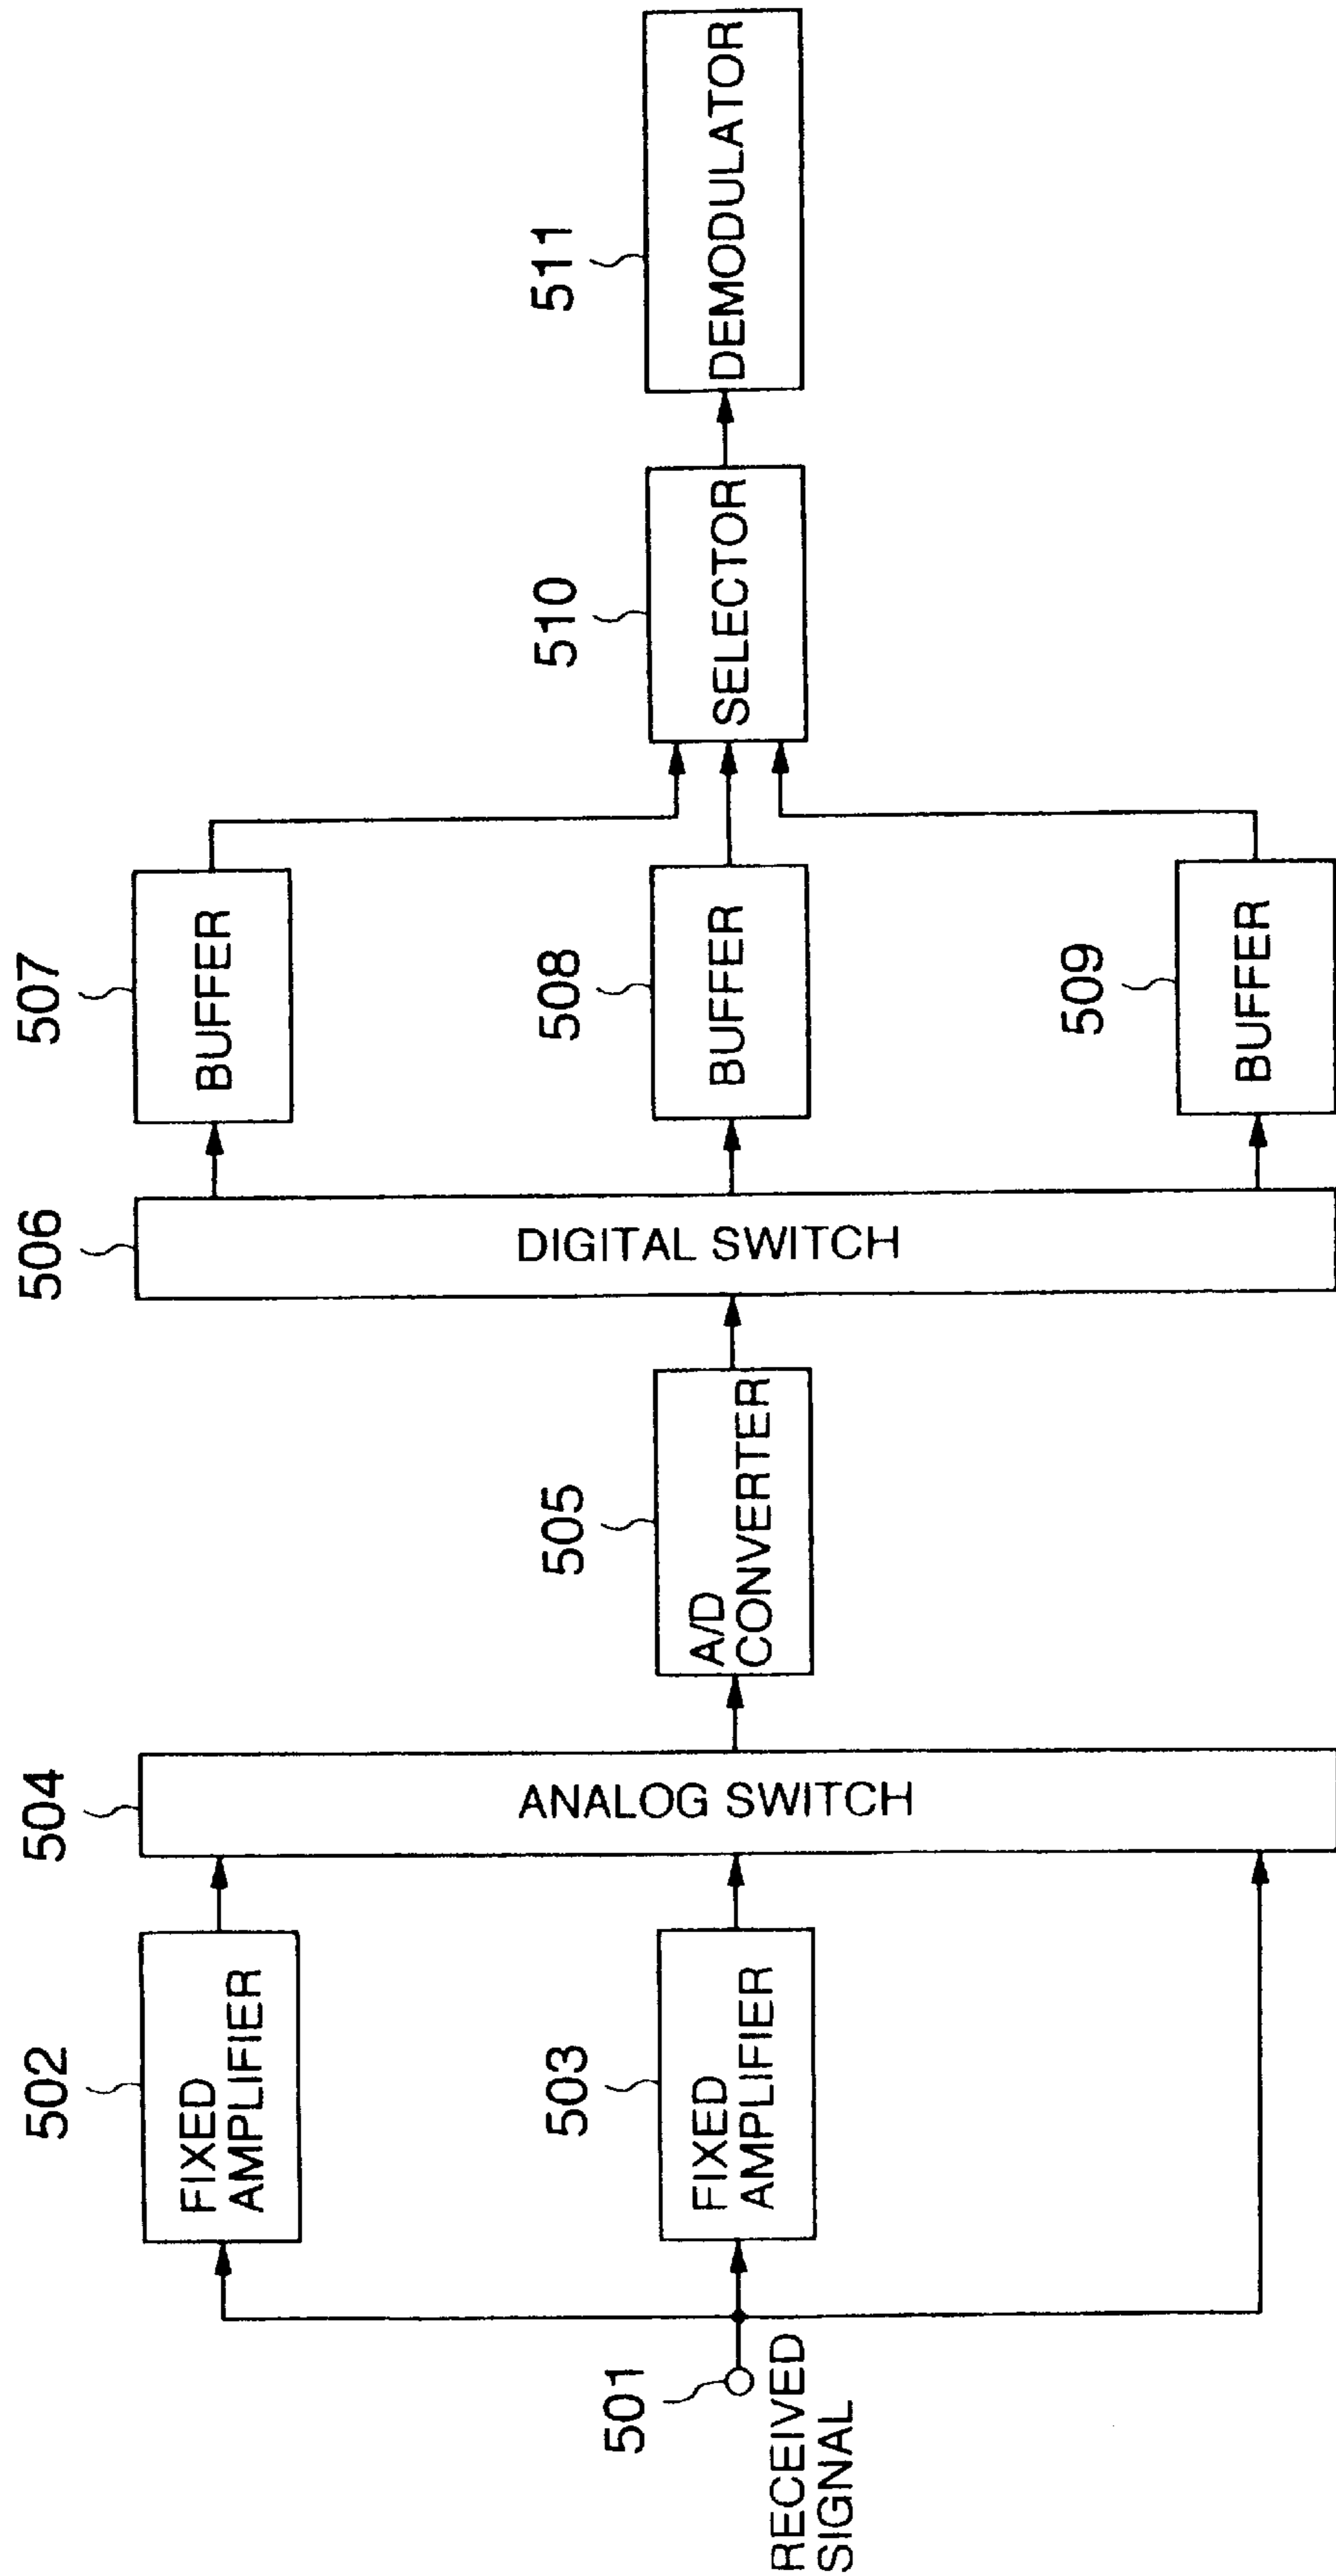 501
RECEIVED
SIGNAL
502
FIXED
AMPLIFIER
503
FIXED
AMPLIFIER
504
ANALOG SWITCH
505
A/D
CONVERTER
506
DIGITAL SWITCH
507
BUFFER
508
BUFFER
509
BUFFER
510
SELECTOR
511
DEMODULATOR